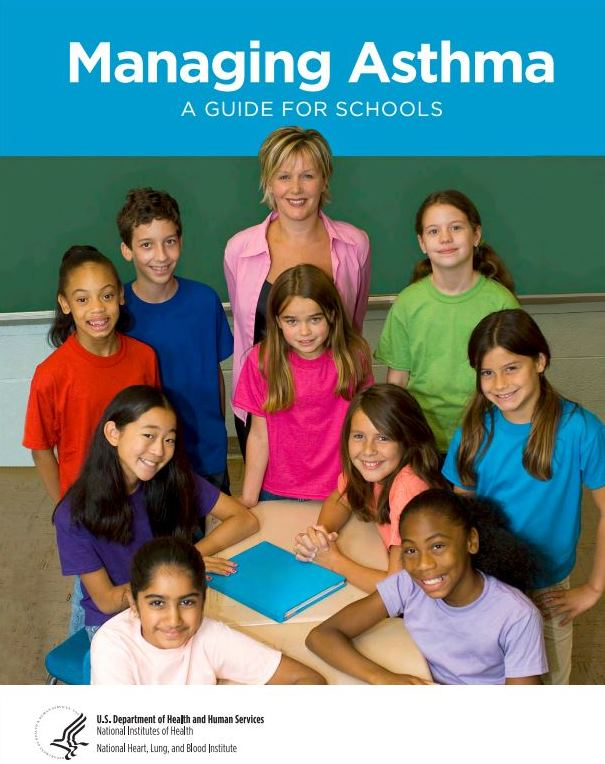 Managing Asthma
A GUIDE FOR SCHOOLS
U.S. Department of Health and Human Services
National Institutes of Health
National Heart, Lung, and Blood Institute